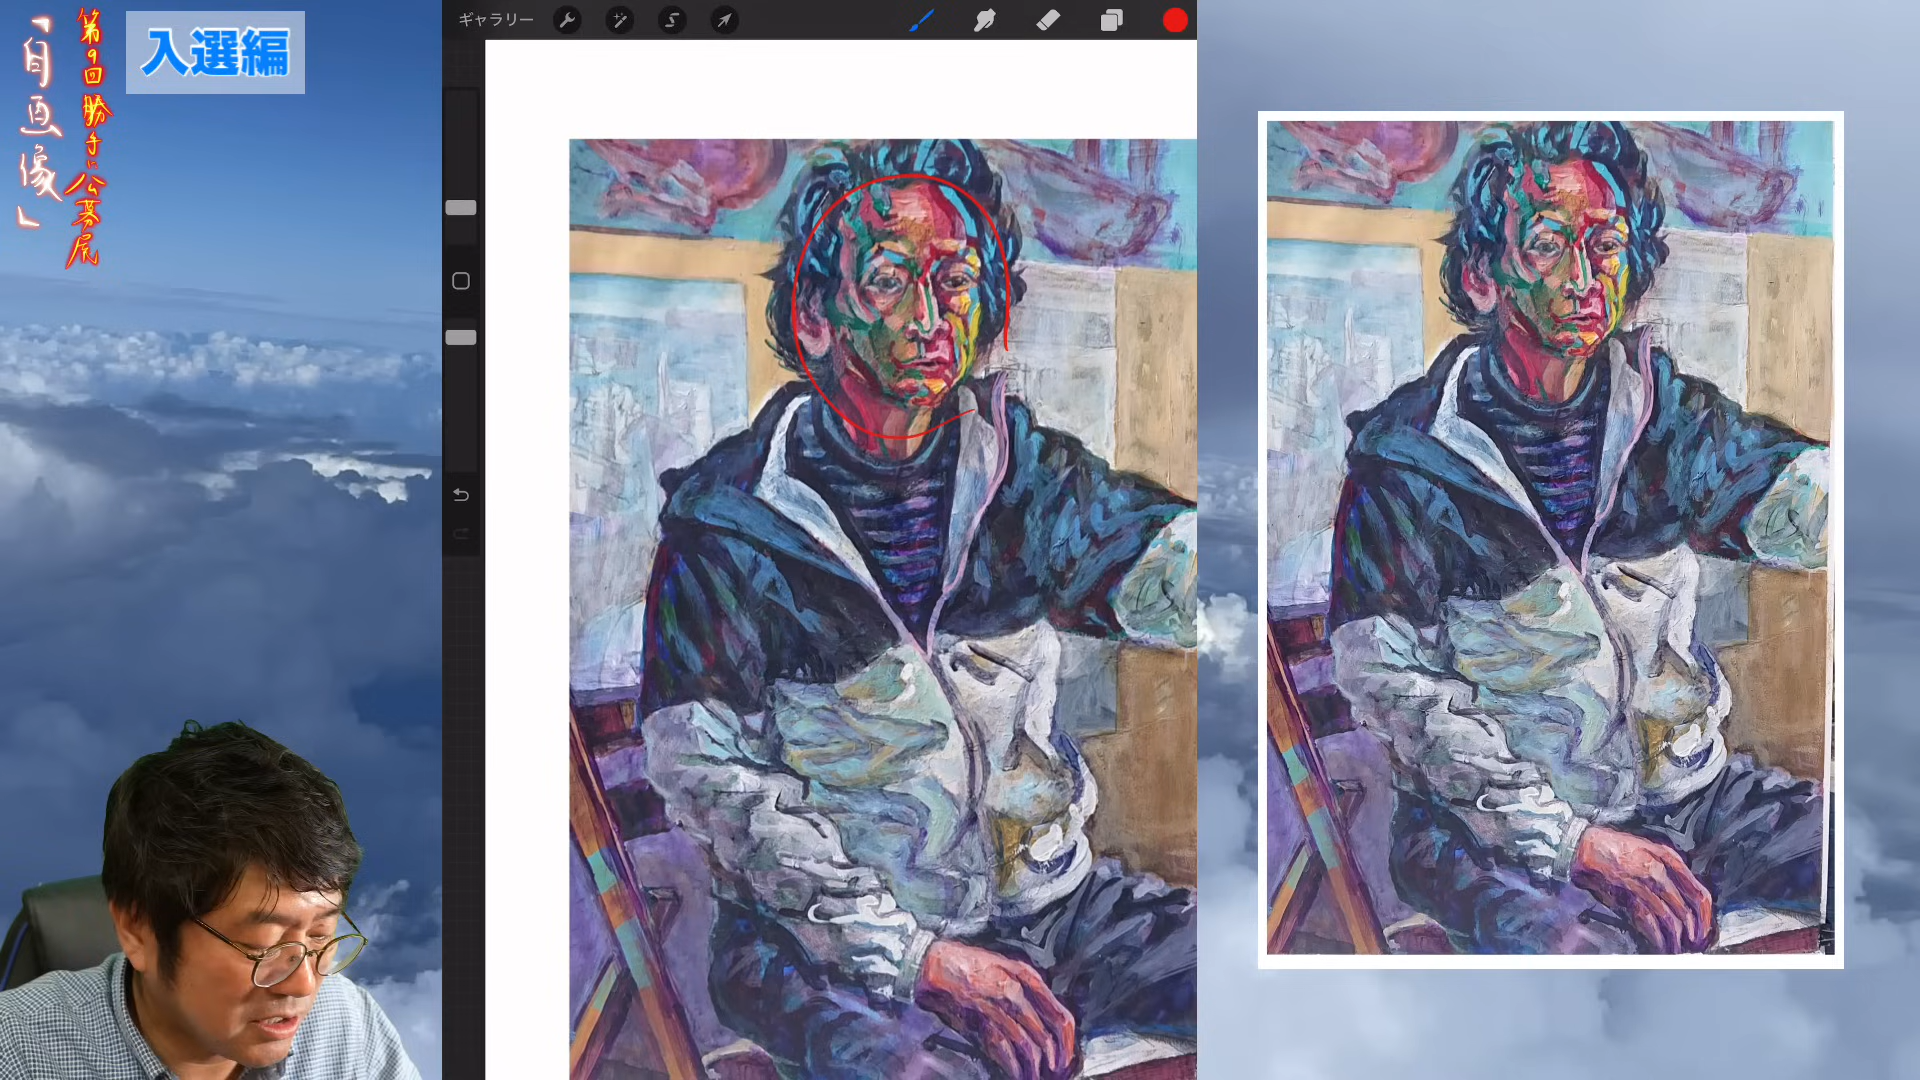 第9回 勝手に公募展
「自画像」
入選編
ギャラリー